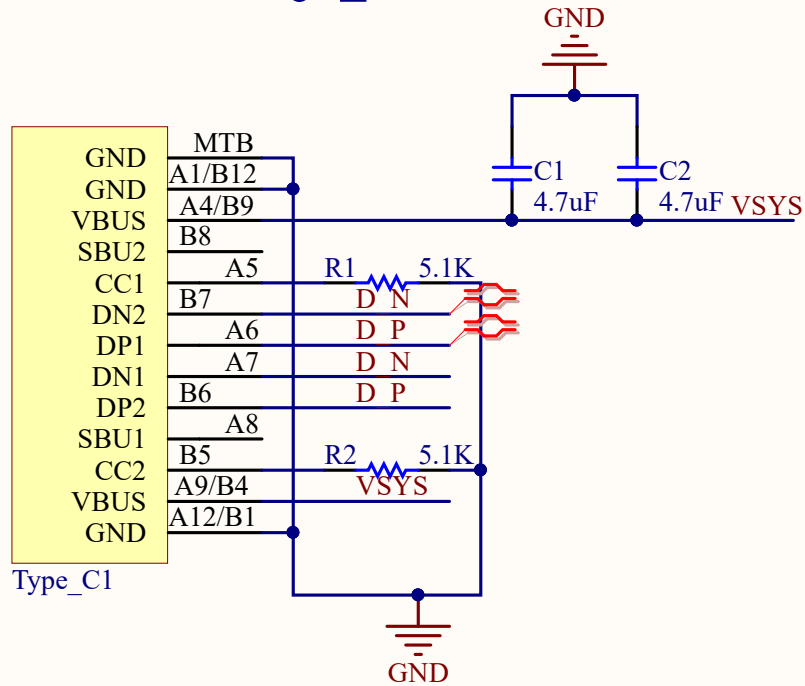 GND
GND MTB
GND A1/B12
VBUS A4/B9
SBU2 B8
CC1 A5
DN2 B7
DP1 A6
DN1 A7
DP2 B6
SBU1 A8
CC2 B5
VBUS A9/B4
GND A12/B1
Type_C1
C1
4.7uF
C2
4.7uF
VSYS
R1 5.1K
D_N
D_P
D_N
D_P
R2 5.1K
VSYS
GND